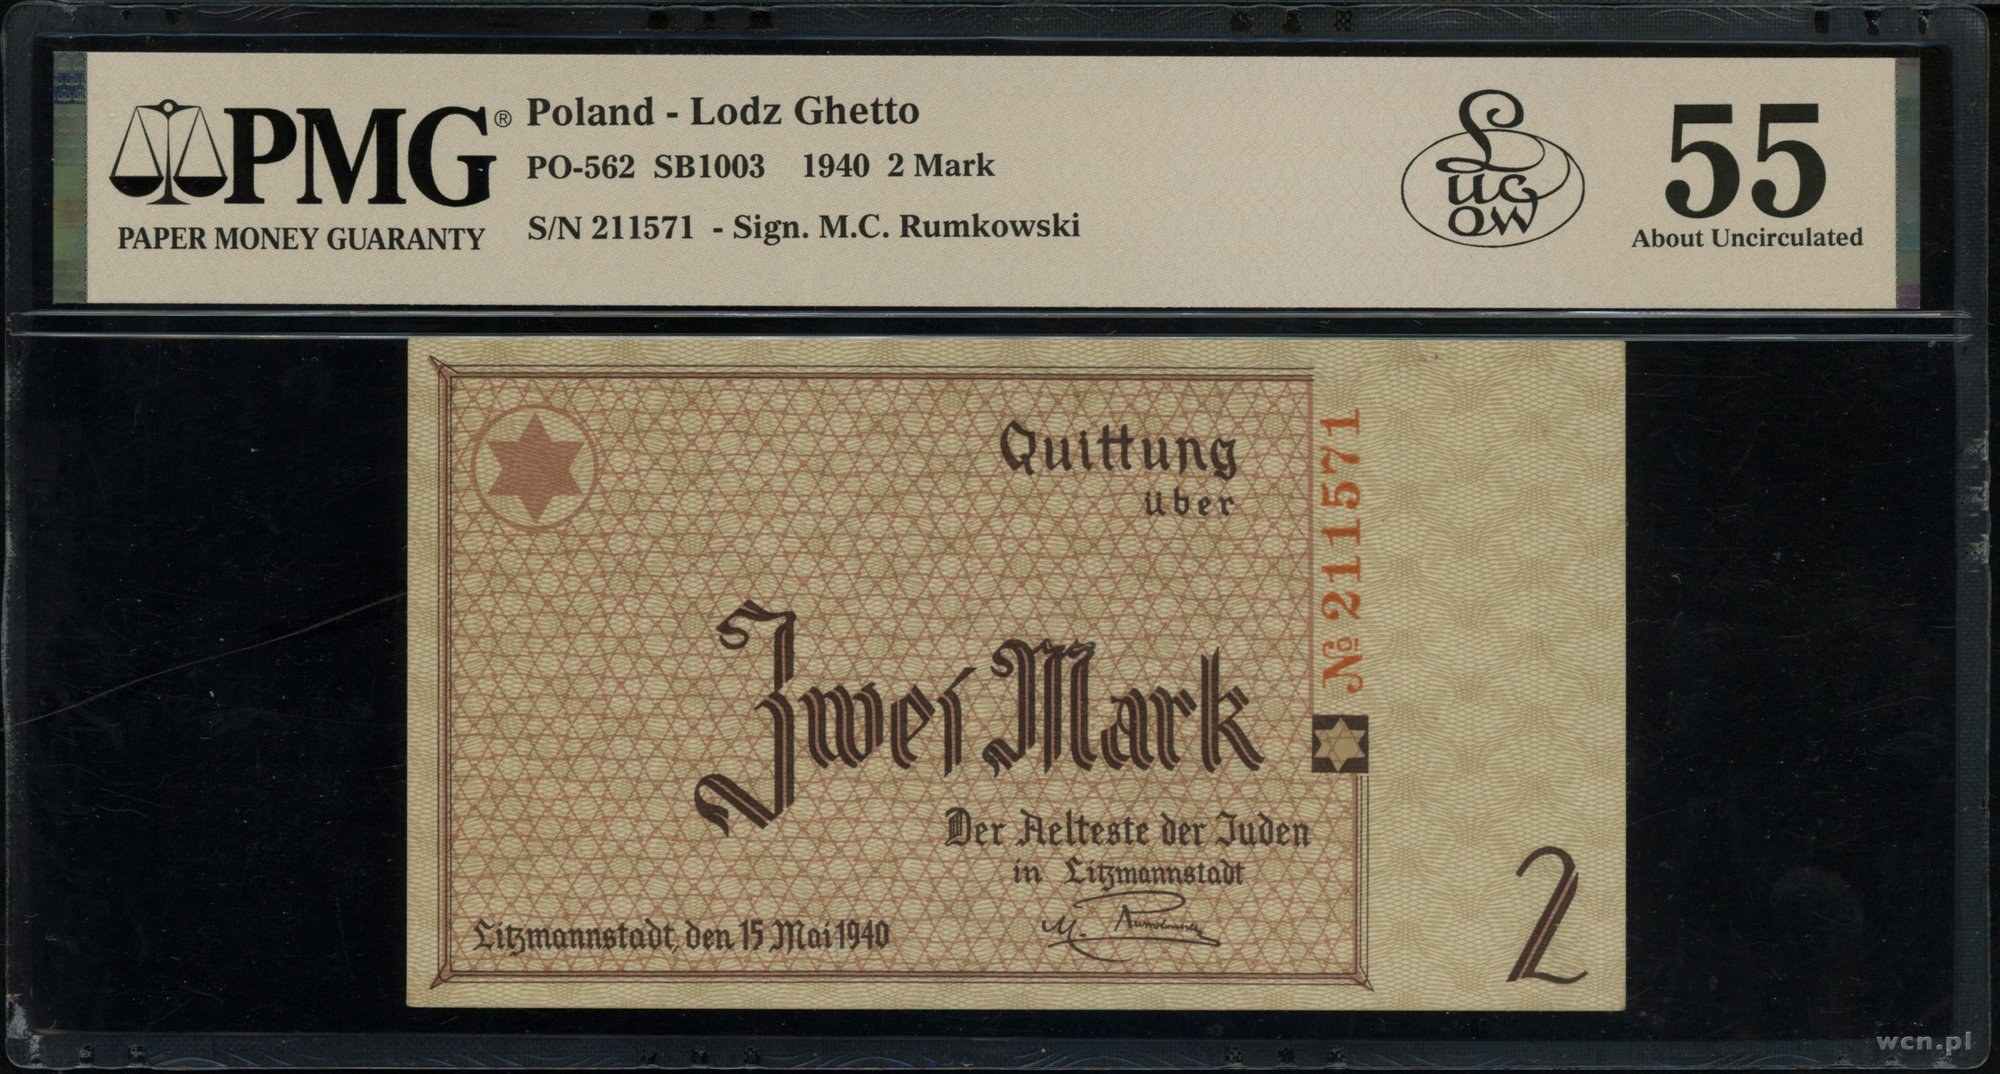 PMG®
PAPER MONEY GUARANTY
Poland - Lodz Ghetto
PO-562 SB1003 1940 2 Mark
S/N 211571 - Sign. M.C. Rumkowski
Lugow
55
About Uncirculated
Quittung
über
№ 211571
Zwei Mark
Der Aelteste der Juden
in Litzmannstadt
M. Rumkowski
Litzmannstadt, den 15 Mai 1940
2
wcn.pl